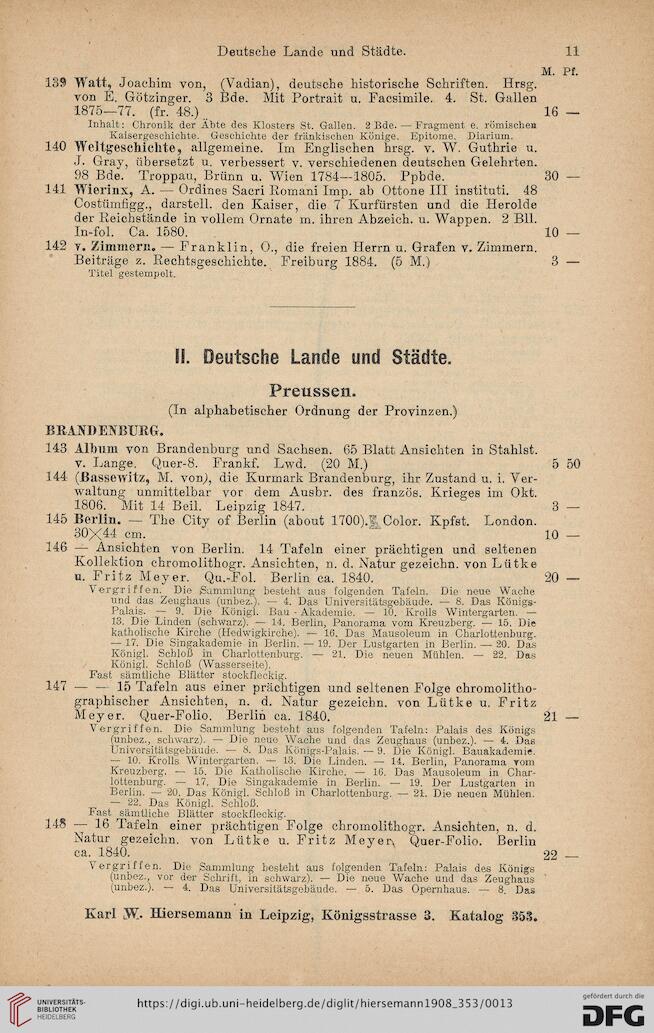 Deutsche Lande und Städte. 11
M. Pf.
139 Watt, Joachim von, (Vadian), deutsche historische Schriften. Hrsg.
von E. Götzinger. 3 Bde. Mit Portrait u. Facsimile. 4. St. Gallen
1875—77. (fr. 48.) 16 —
Inhalt: Chronik der Äbte des Klosters St. Gallen. 2 Bde. — Fragment e. römischen
Kaisergeschichte. Geschichte der fränkischen Könige. Epitome. Diarium.
140 Weltgeschichte, allgemeine. Im Englischen hrsg. v. W. Guthrie u.
J. Gray, übersetzt u. verbessert v. verschiedenen deutschen Gelehrten.
98 Bde. Troppau, Brünn u. Wien 1784—1805. Ppbde. 30 —
141 Wierinx, A. — Ordines Sacri Romani Imp. ab Ottone III instituti. 48
Costümfigg., darstell. den Kaiser, die 7 Kurfürsten und die Herolde
der Reichstände in vollem Ornate m. ihren Abzeich. u. Wappen. 2 Bll.
In-fol. Ca. 1580. 10 —
142 v. Zimmern. — Franklin, O., die freien Herrn u. Grafen v. Zimmern.
Beiträge z. Rechtsgeschichte. Freiburg 1884. (5 M.) 3 —
Titel gestempelt.
II. Deutsche Lande und Städte.
Preussen.
(In alphabetischer Ordnung der Provinzen.)
BRANDENBURG.
143 Album von Brandenburg und Sachsen. 65 Blatt Ansichten in Stahlst.
v. Lange. Quer-8. Frankf. Lwd. (20 M.) 5 50
144 (Bassewitz, M. von), die Kurmark Brandenburg, ihr Zustand u. i. Ver-
waltung unmittelbar vor dem Ausbr. des französ. Krieges im Okt.
1806. Mit 14 Beil. Leipzig 1847. 3 —
145 Berlin. — The City of Berlin (about 1700). Color. Kpfst. London.
30×44 cm. 10 —
146 — Ansichten von Berlin. 14 Tafeln einer prächtigen und seltenen
Kollektion chromolithogr. Ansichten, n. d. Natur gezeichn. von Lütke
u. Fritz Meyer. Qu.-Fol. Berlin ca. 1840. 20 —
Vergriffen. Die Sammlung besteht aus folgenden Tafeln. Die neue Wache
und das Zeughaus (unbez.). — 4. Das Universitätsgebäude. — 8. Das Königs-
Palais. — 9. Die Königl. Bau-Akademie. — 10. Krolls Wintergarten. —
13. Die Linden (schwarz). — 14. Berlin, Panorama vom Kreuzberg. — 15. Die
katholische Kirche (Hedwigkirche). — 16. Das Mausoleum in Charlottenburg.
— 17. Die Singakademie in Berlin. — 19. Der Lustgarten in Berlin. — 20. Das
Königl. Schloß in Charlottenburg. — 21. Die neuen Mühlen. — 22. Das
Königl. Schloß (Wasserseite).
Fast sämtliche Blätter stockfleckig.
147 — — 15 Tafeln aus einer prächtigen und seltenen Folge chromolitho-
graphischer Ansichten, n. d. Natur gezeichn. von Lütke u. Fritz
Meyer. Quer-Folio. Berlin ca. 1840. 21 —
Vergriffen. Die Sammlung besteht aus folgenden Tafeln: Palais des Königs
(unbez., schwarz). — Die neue Wache und das Zeughaus (unbez.). — 4. Das
Universitätsgebäude. — 8. Das Königs-Palais. — 9. Die Königl. Bauakademie.
— 10. Krolls Wintergarten. — 13. Die Linden. — 14. Berlin, Panorama vom
Kreuzberg. — 15. Die Katholische Kirche. — 16. Das Mausoleum in Char-
lottenburg. — 17. Die Singakademie in Berlin. — 19. Der Lustgarten in
Berlin. — 20. Das Königl. Schloß in Charlottenburg. — 21. Die neuen Mühlen.
— 22. Das Königl. Schloß.
Fast sämtliche Blätter stockfleckig.
148 — 16 Tafeln einer prächtigen Folge chromolithogr. Ansichten, n. d.
Natur gezeichn. von Lütke u. Fritz Meyer, Quer-Folio. Berlin
ca. 1840. 22 —
Vergriffen. Die Sammlung besteht aus folgenden Tafeln: Palais des Königs
(unbez., vor der Schrift, in schwarz). — Die neue Wache und das Zeughaus
(unbez.). — 4. Das Universitätsgebäude. — 5. Das Opernhaus. — 8. Das
Karl W. Hiersemann in Leipzig, Königsstrasse 3. Katalog 353.
UNIVERSITÄTS-
BIBLIOTHEK
HEIDELBERG
https://digi.ub.uni-heidelberg.de/diglit/hiersemann1908_353/0013
gefördert durch die
DFG